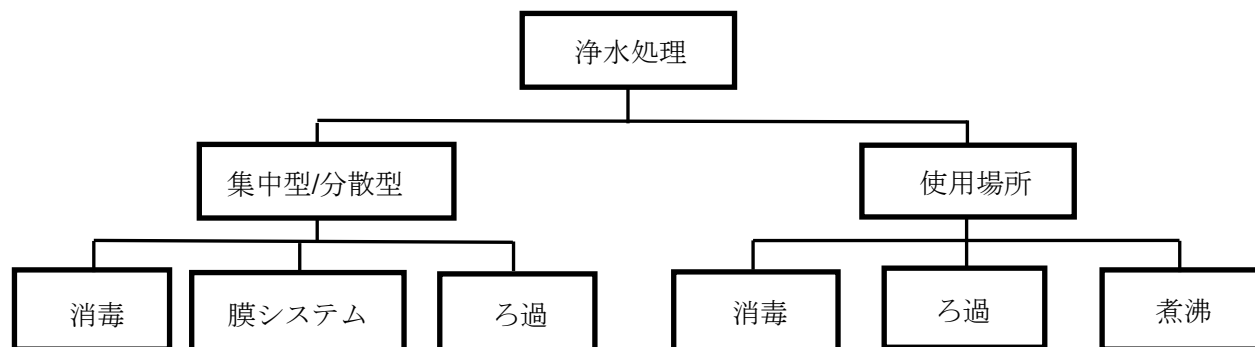 浄水処理
集中型/分散型
使用場所
消毒
膜システム
ろ過
消毒
ろ過
煮沸